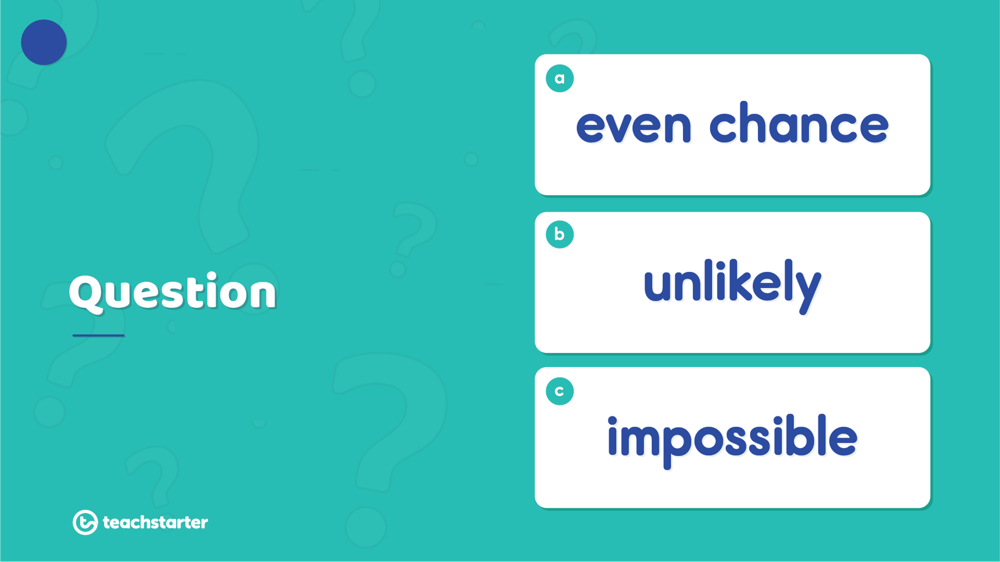 Question
a
even chance
b
unlikely
c
impossible
teachstarter